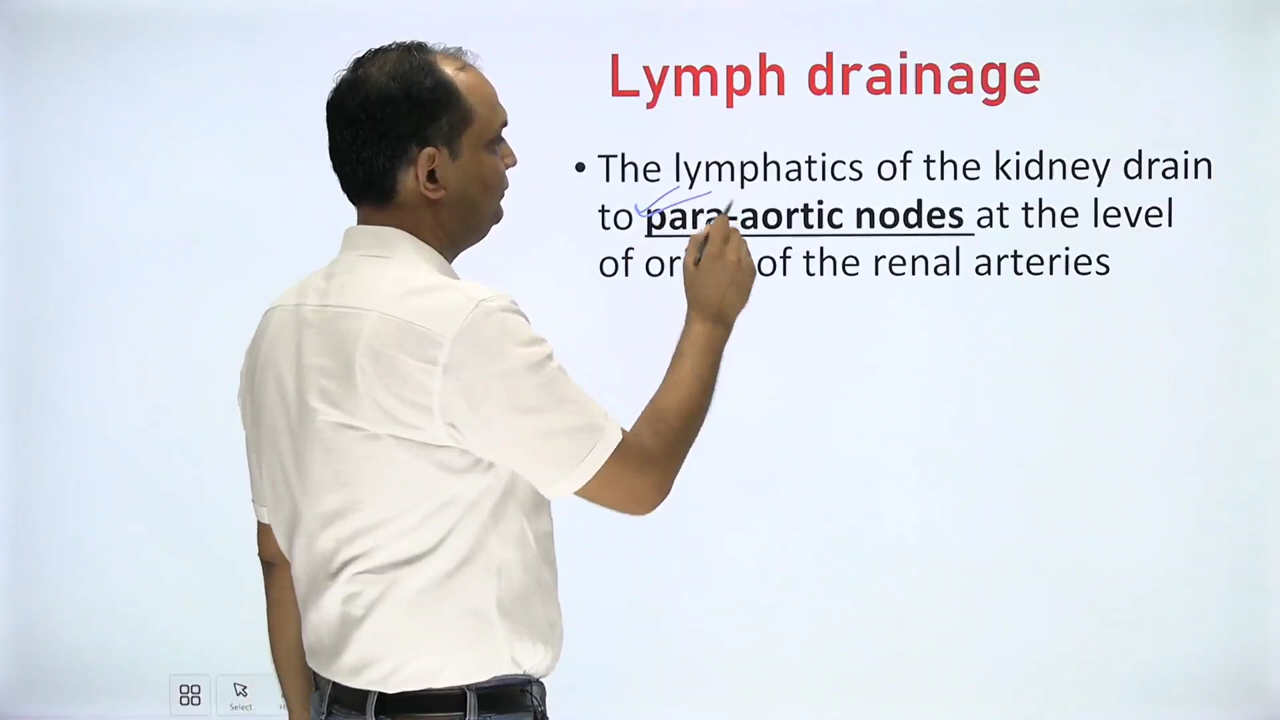 Lymph drainage
• The lymphatics of the kidney drain
to para-aortic nodes at the level
of of the renal arteries
Select